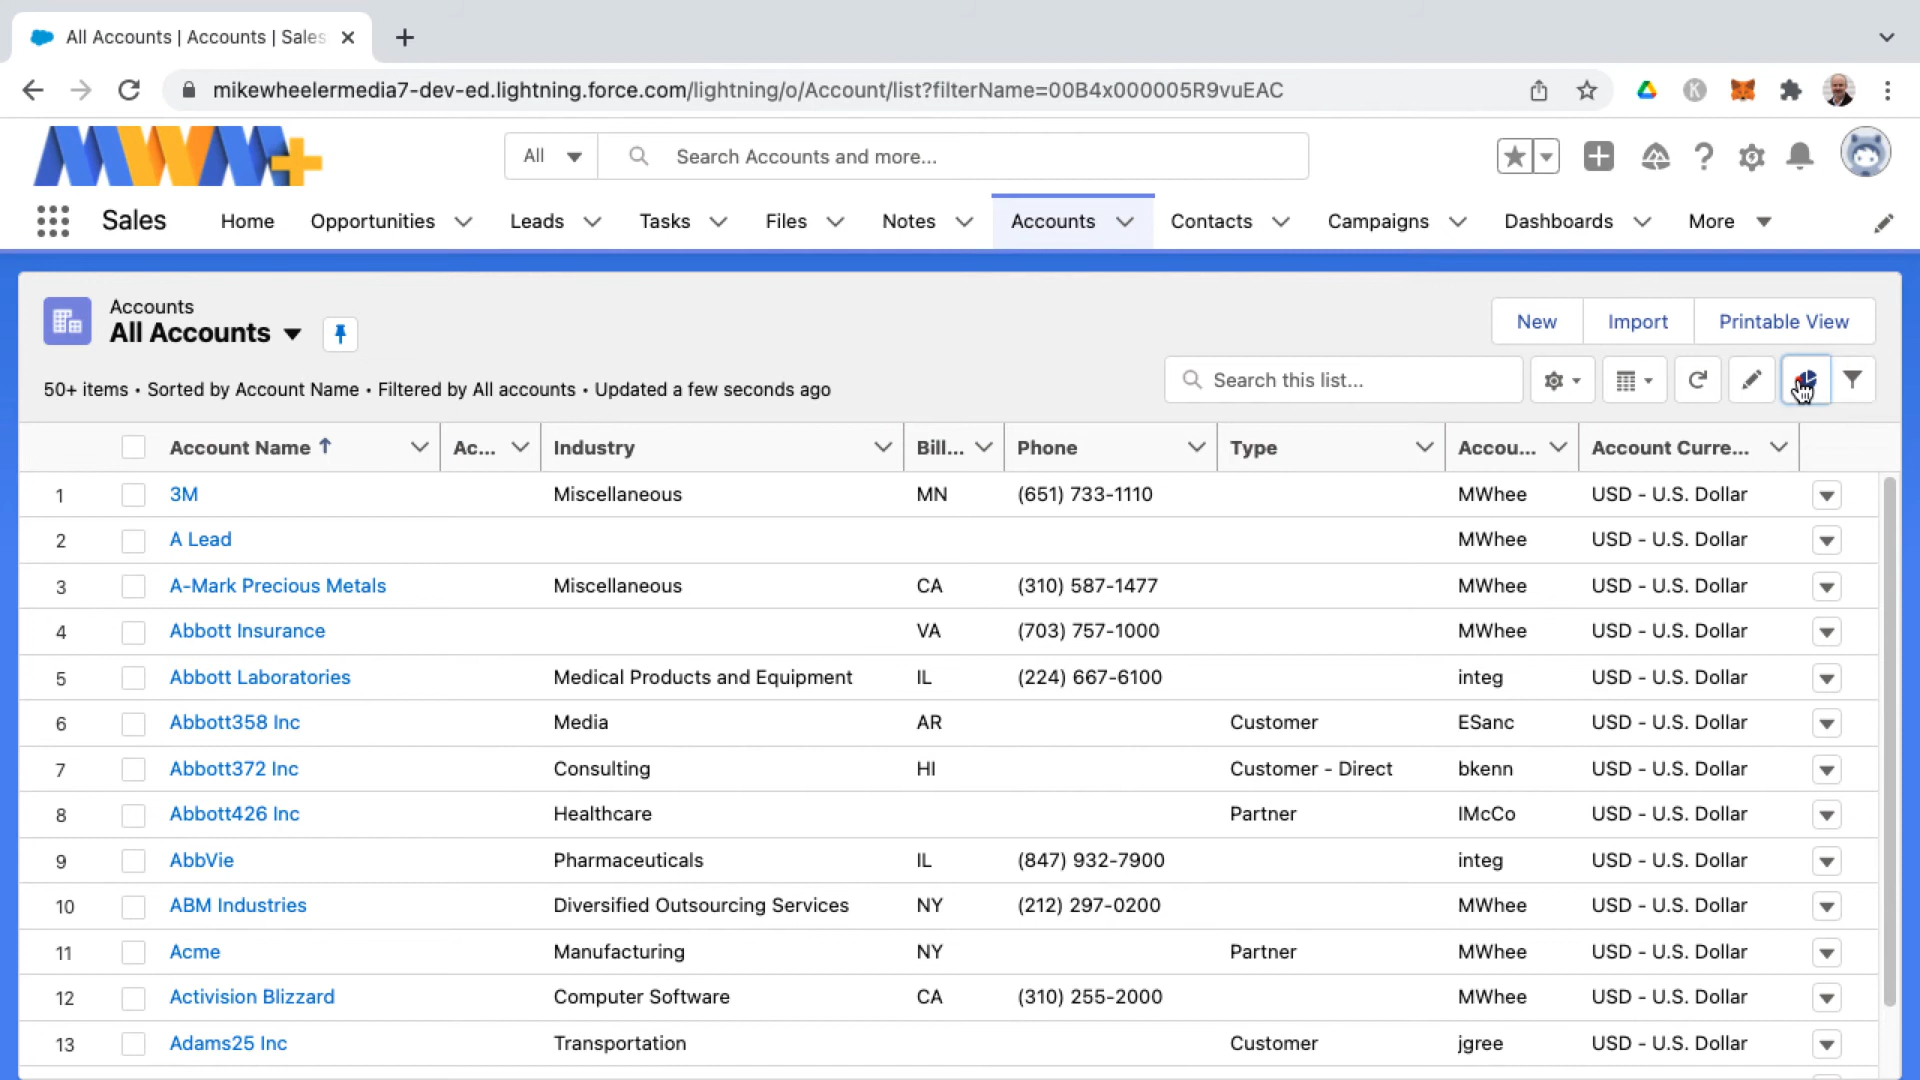 All Accounts | Accounts | Sales
mikewheelermedia7-dev-ed.lightning.force.com/lightning/o/Account/list?filterName=00B4x000005R9vuEAC
K
MWM+
All
Search Accounts and more...
Sales Home Opportunities Leads Tasks Files Notes Accounts Contacts Campaigns Dashboards More
Accounts
All Accounts
New Import Printable View
50+ items • Sorted by Account Name • Filtered by All accounts • Updated a few seconds ago
Search this list...
Account Name Ac... Industry Bill... Phone Type Accou... Account Curre...
1 3M Miscellaneous MN (651) 733-1110 MWhee USD - U.S. Dollar
2 A Lead MWhee USD - U.S. Dollar
3 A-Mark Precious Metals Miscellaneous CA (310) 587-1477 MWhee USD - U.S. Dollar
4 Abbott Insurance VA (703) 757-1000 MWhee USD - U.S. Dollar
5 Abbott Laboratories Medical Products and Equipment IL (224) 667-6100 integ USD - U.S. Dollar
6 Abbott358 Inc Media AR Customer ESanc USD - U.S. Dollar
7 Abbott372 Inc Consulting HI Customer - Direct bkenn USD - U.S. Dollar
8 Abbott426 Inc Healthcare Partner IMcCo USD - U.S. Dollar
9 AbbVie Pharmaceuticals IL (847) 932-7900 integ USD - U.S. Dollar
10 ABM Industries Diversified Outsourcing Services NY (212) 297-0200 MWhee USD - U.S. Dollar
11 Acme Manufacturing NY Partner MWhee USD - U.S. Dollar
12 Activision Blizzard Computer Software CA (310) 255-2000 MWhee USD - U.S. Dollar
13 Adams25 Inc Transportation Customer jgree USD - U.S. Dollar